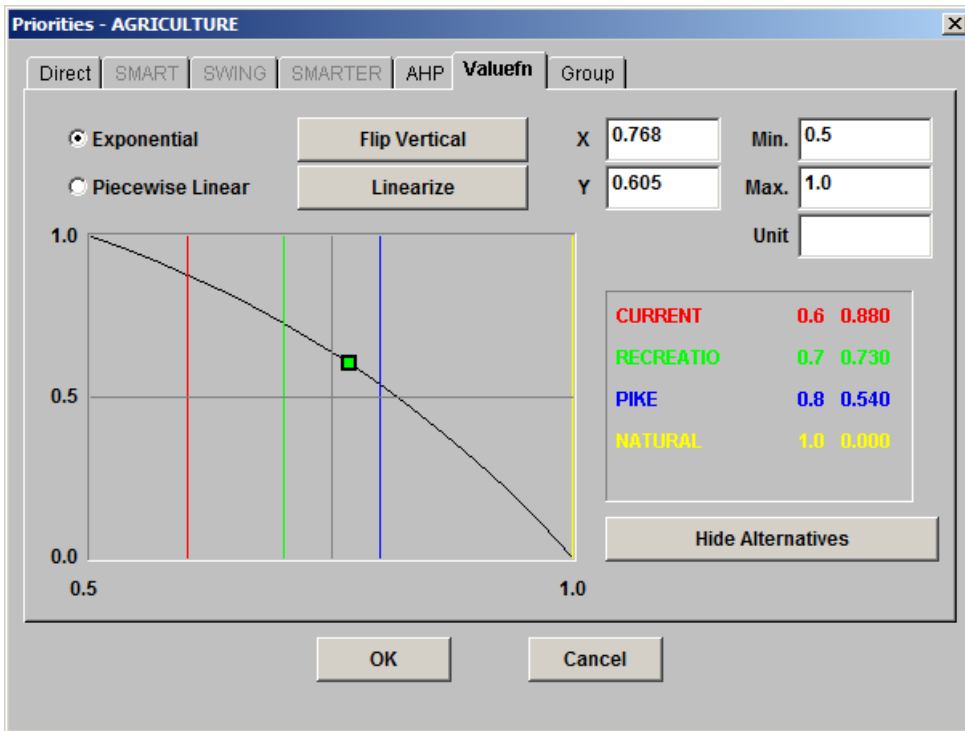 Priorities - AGRICULTURE
Direct SMART SWING SMARTER AHP Valuefn Group
Exponential Flip Vertical X 0.768 Min. 0.5
Piecewise Linear Linearize Y 0.605 Max. 1.0
Unit
1.0
0.5
0.0
0.5 1.0
CURRENT 0.6 0.880
RECREATIO 0.7 0.730
PIKE 0.8 0.540
NATURAL 1.0 0.000
Hide Alternatives
OK Cancel